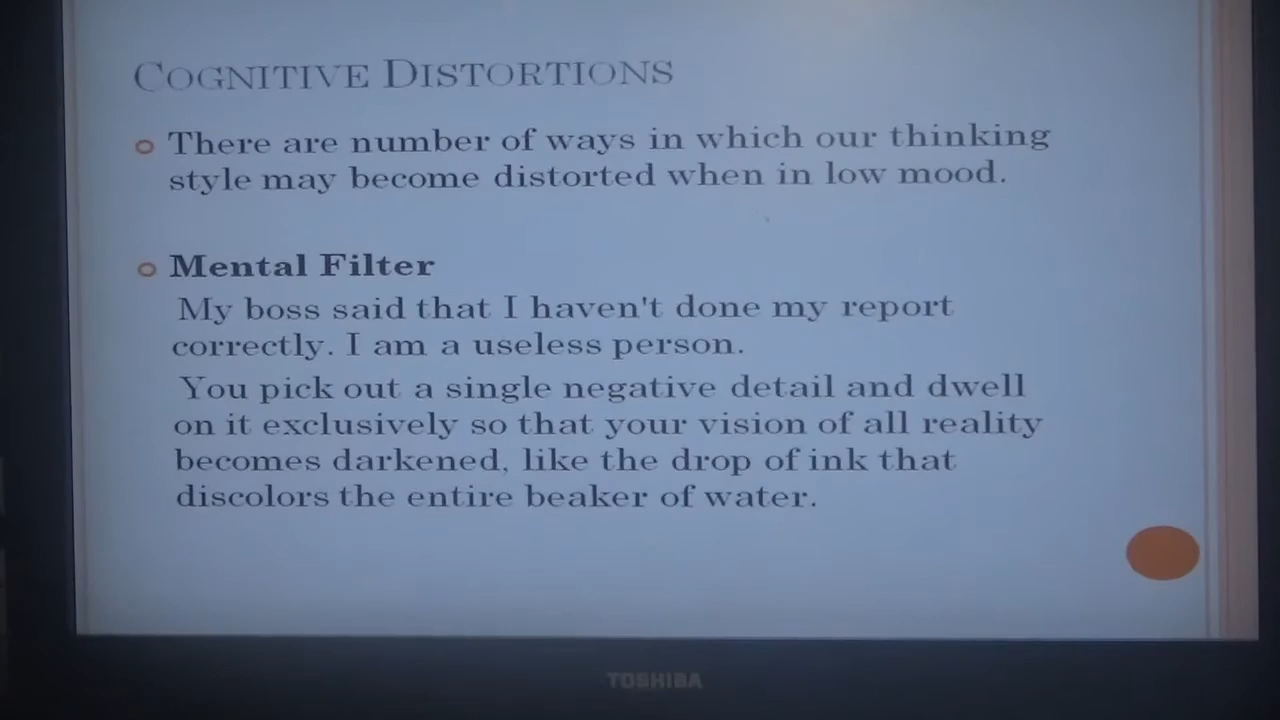 COGNITIVE DISTORTIONS
There are number of ways in which our thinking
style may become distorted when in low mood.
Mental Filter
My boss said that I haven't done my report
correctly. I am a useless person.
You pick out a single negative detail and dwell
on it exclusively so that your vision of all reality
becomes darkened, like the drop of ink that
discolors the entire beaker of water.
TOSHIBA